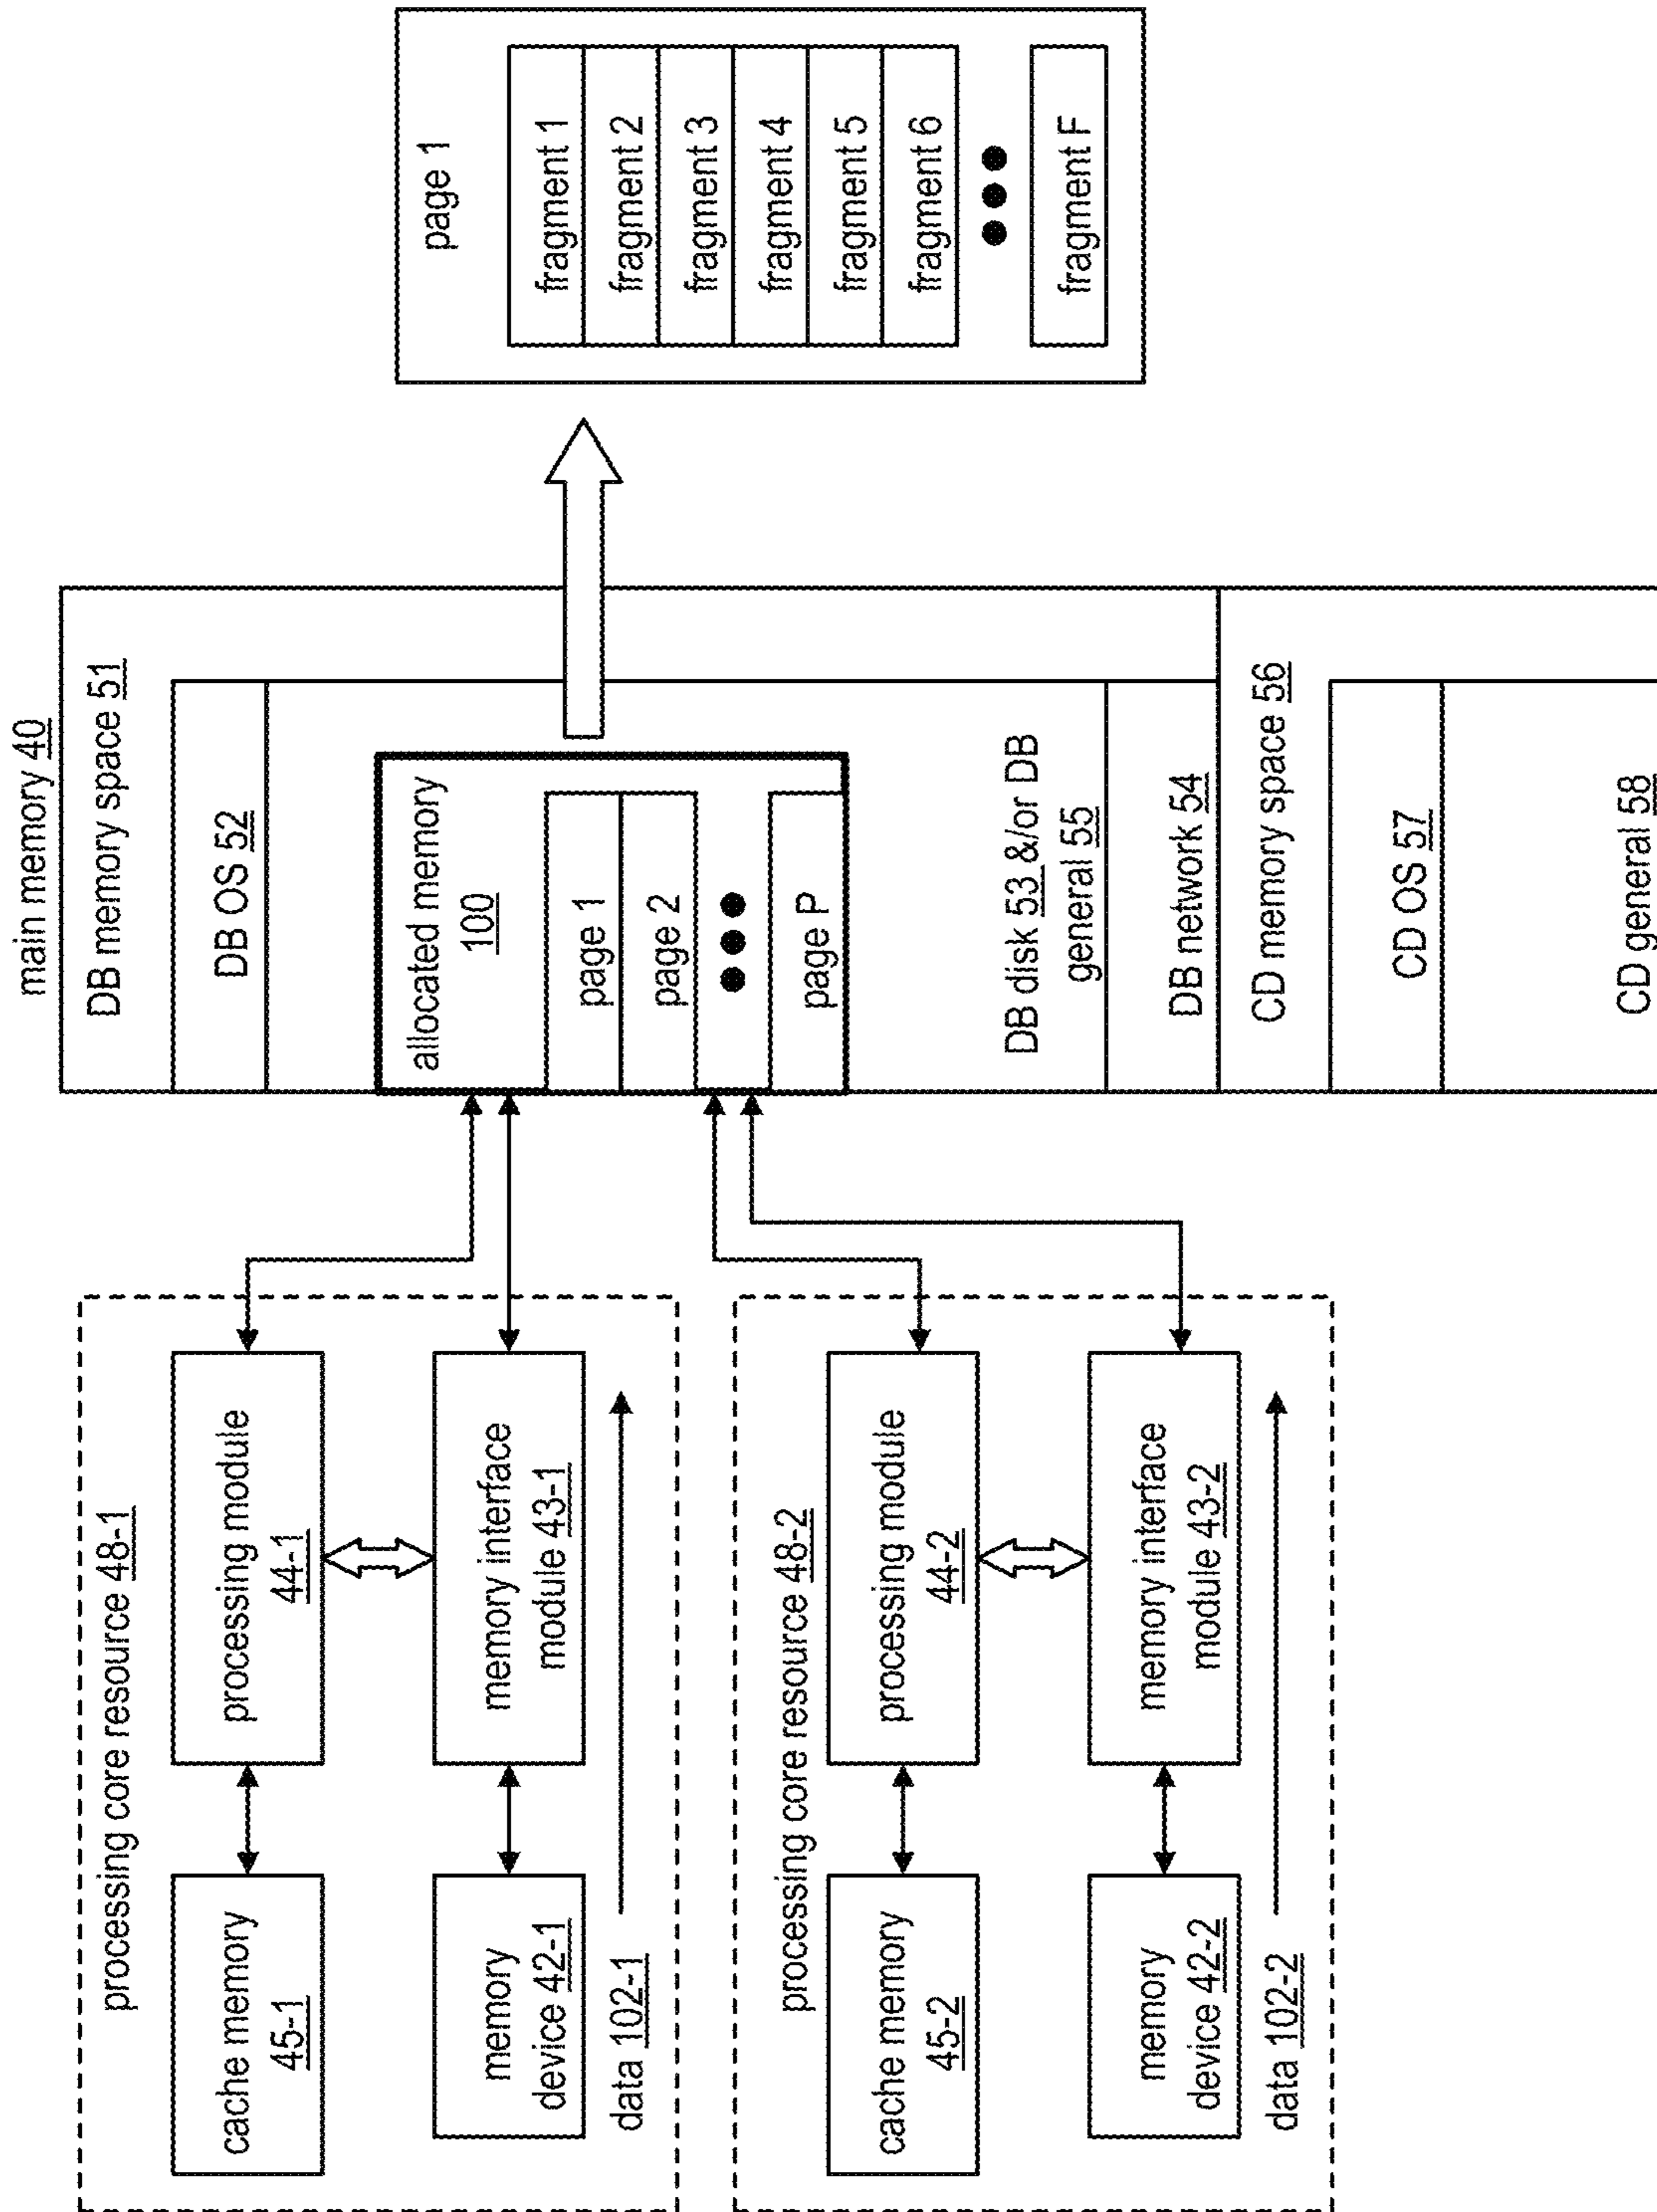 processing core resource 48-1
cache memory
45-1
processing module
44-1
memory
device 42-1
memory interface
module 43-1
data 102-1
processing core resource 48-2
cache memory
45-2
processing module
44-2
memory
device 42-2
memory interface
module 43-2
data 102-2
main memory 40
DB memory space 51
DB OS 52
allocated memory
100
page 1
page 2
page P
DB disk 53 &/or DB
general 55
DB network 54
CD memory space 56
CD OS 57
CD general 58
page 1
fragment 1
fragment 2
fragment 3
fragment 4
fragment 5
fragment 6
fragment F